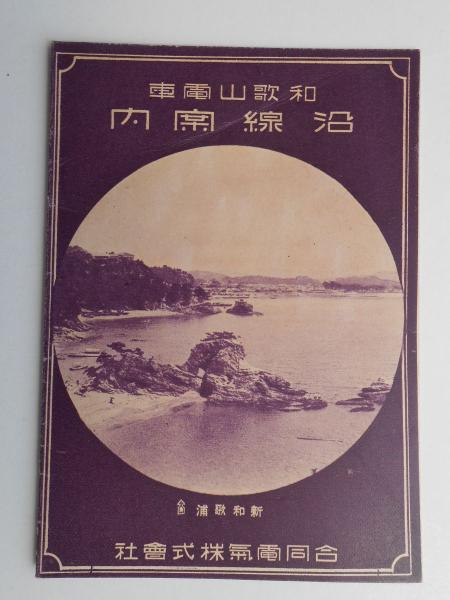 和歌山電車
沿線案内
新和歌浦
合同電氣株式會社